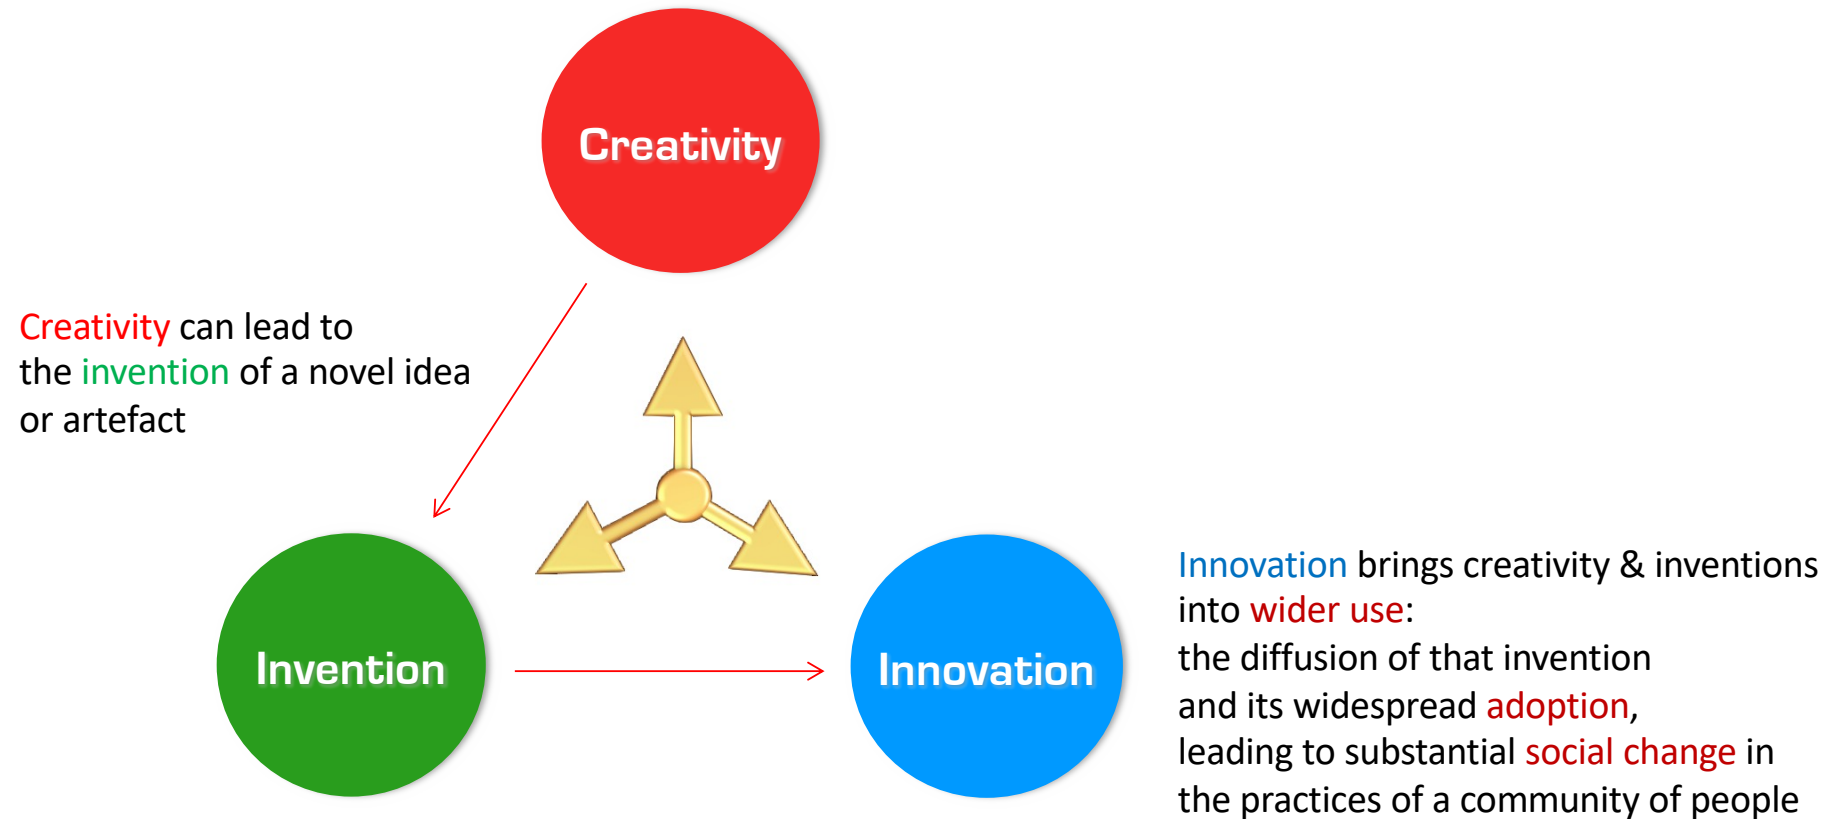 Creativity
Creativity can lead to
the invention of a novel idea
or artefact
Invention
Innovation
Innovation brings creativity & inventions
into wider use:
the diffusion of that invention
and its widespread adoption,
leading to substantial social change in
the practices of a community of people